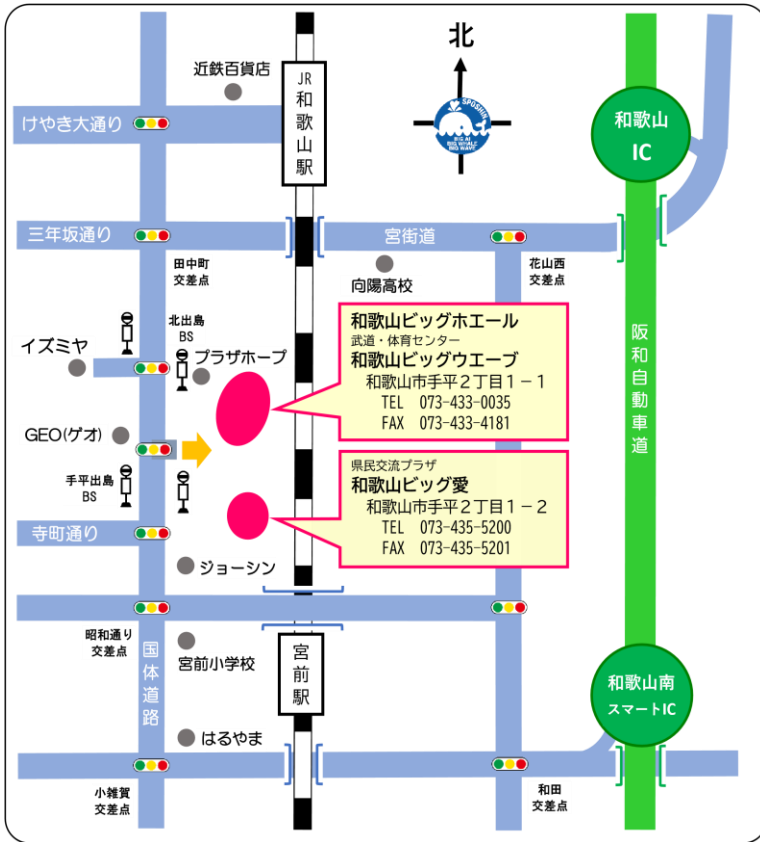 北
近鉄百貨店
JR
和歌山駅
けやき大通り
SPOSHIN
BIG AI
BIG WHALE
BIG WAVE
和歌山
IC
三年坂通り
宮街道
田中町
交差点
花山西
交差点
向陽高校
北出島
BS
イズミヤ
プラザホープ
和歌山ビッグホエール
武道・体育センター
和歌山ビッグウエーブ
和歌山市手平2丁目1-1
TEL 073-433-0035
FAX 073-433-4181
阪和自動車道
GEO(ゲオ)
手平出島
BS
県民交流プラザ
和歌山ビッグ愛
和歌山市手平2丁目1-2
TEL 073-435-5200
FAX 073-435-5201
寺町通り
ジョーシン
昭和通り
交差点
国体道路
宮前小学校
宮前駅
和歌山南
スマートIC
はるやま
小雑賀
交差点
和田
交差点